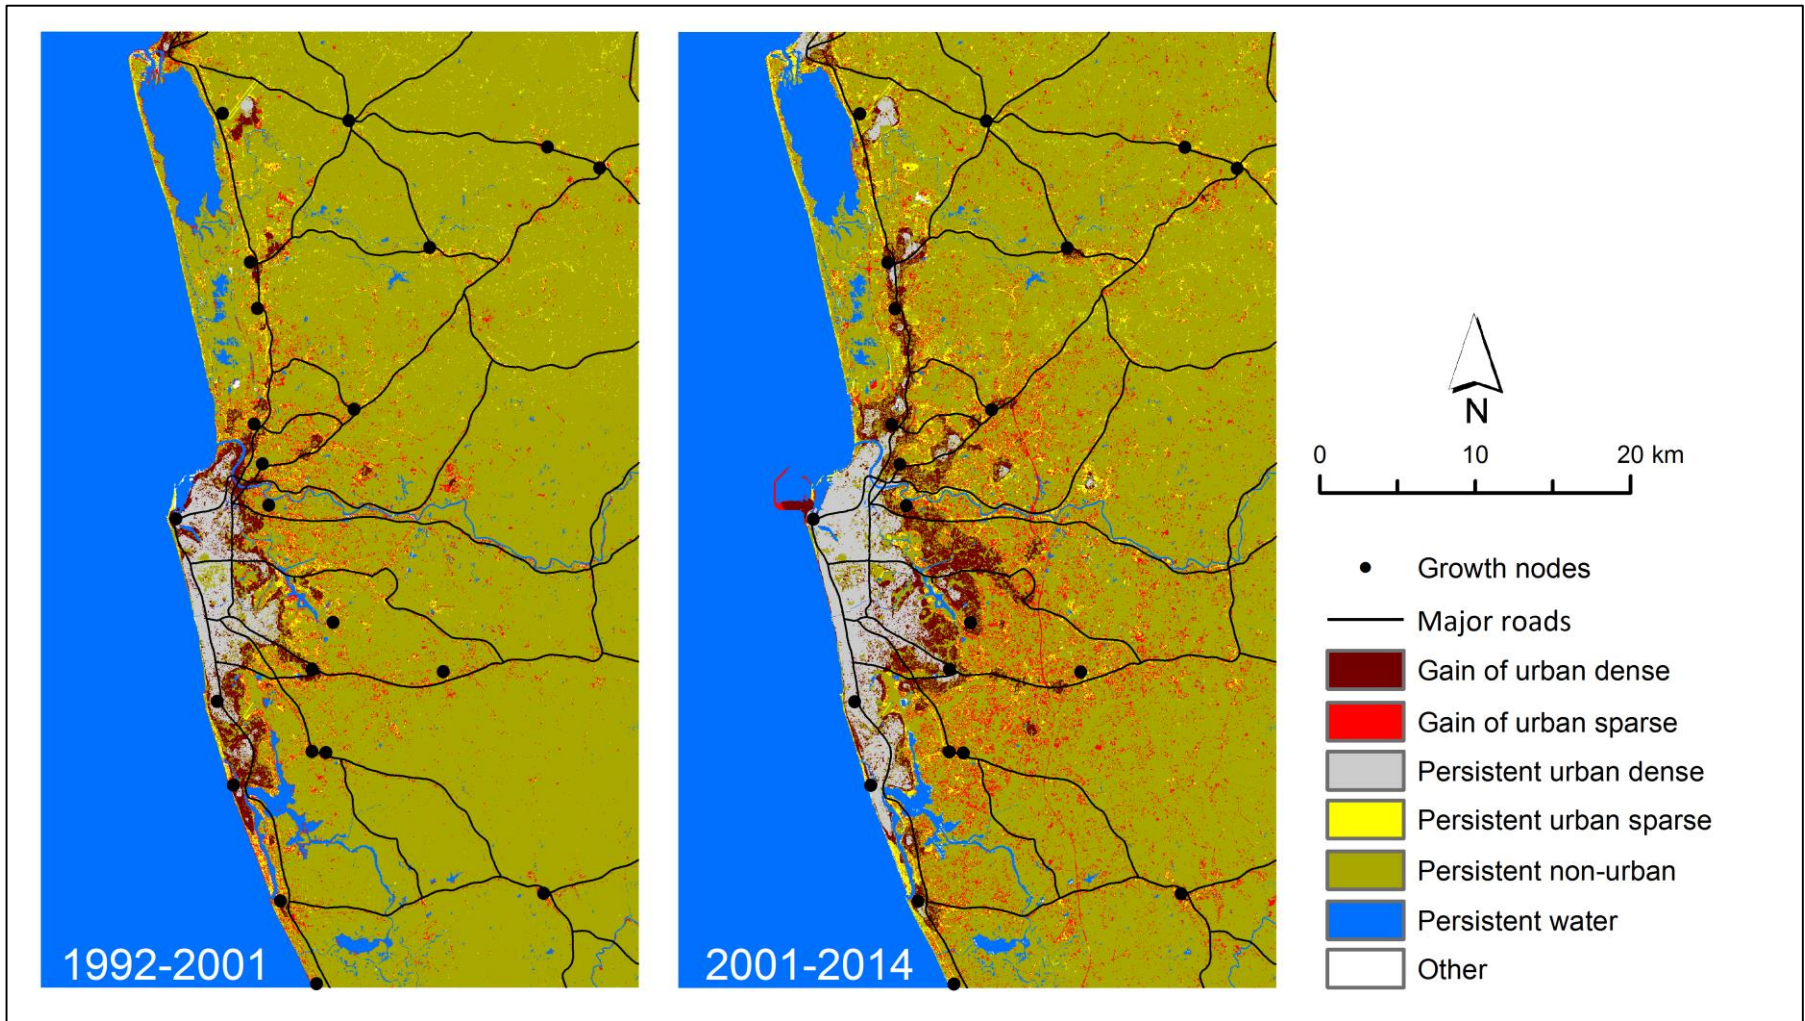 1992-2001
2001-2014
N
0 10 20 km
Growth nodes
Major roads
Gain of urban dense
Gain of urban sparse
Persistent urban dense
Persistent urban sparse
Persistent non-urban
Persistent water
Other